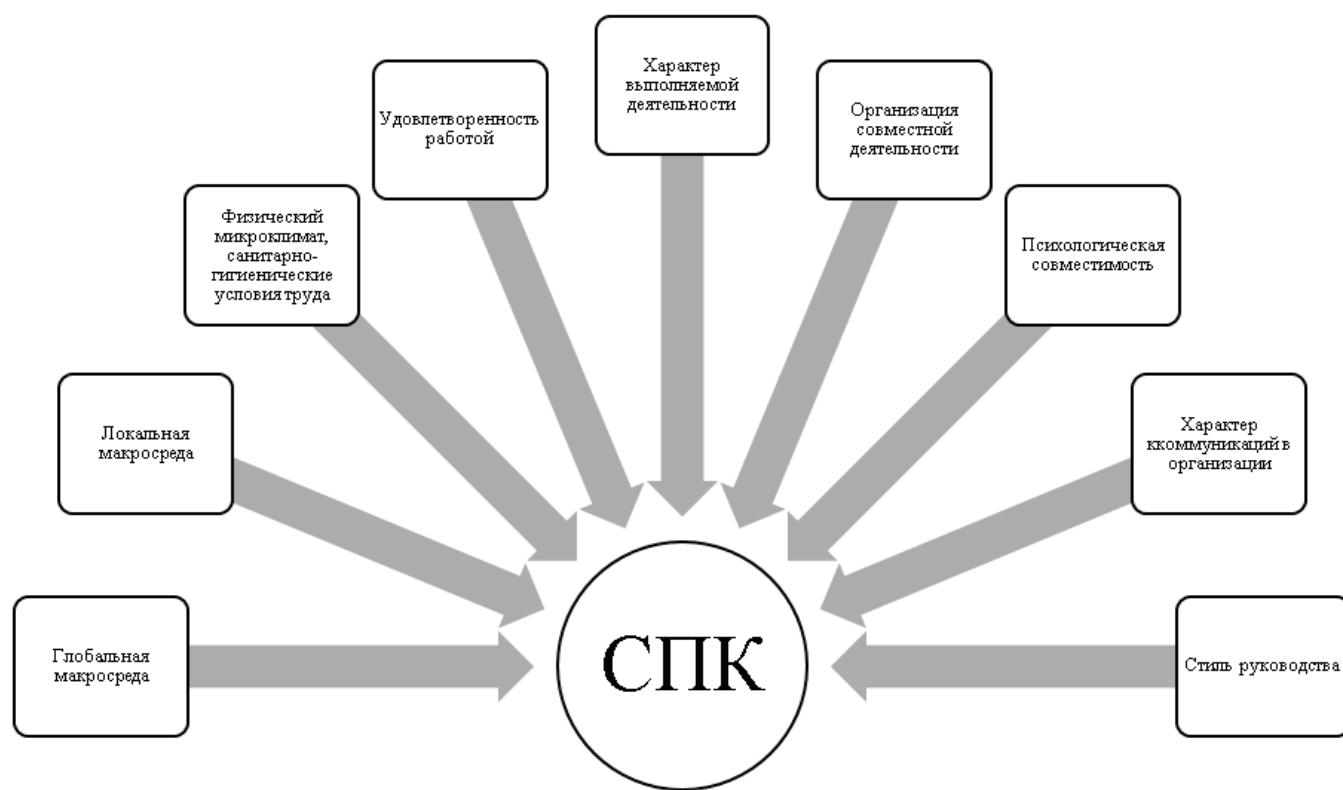 Глобальная
макросреда
Локальная
макросреда
Физический
микроклимат,
санитарно-
гигиенические
условия труда
Удовлетворенность
работой
Характер
выполняемой
деятельности
Организация
совместной
деятельности
Психологическая
совместимость
Характер
ккоммуникаций в
организации
Стиль руководства
СПК